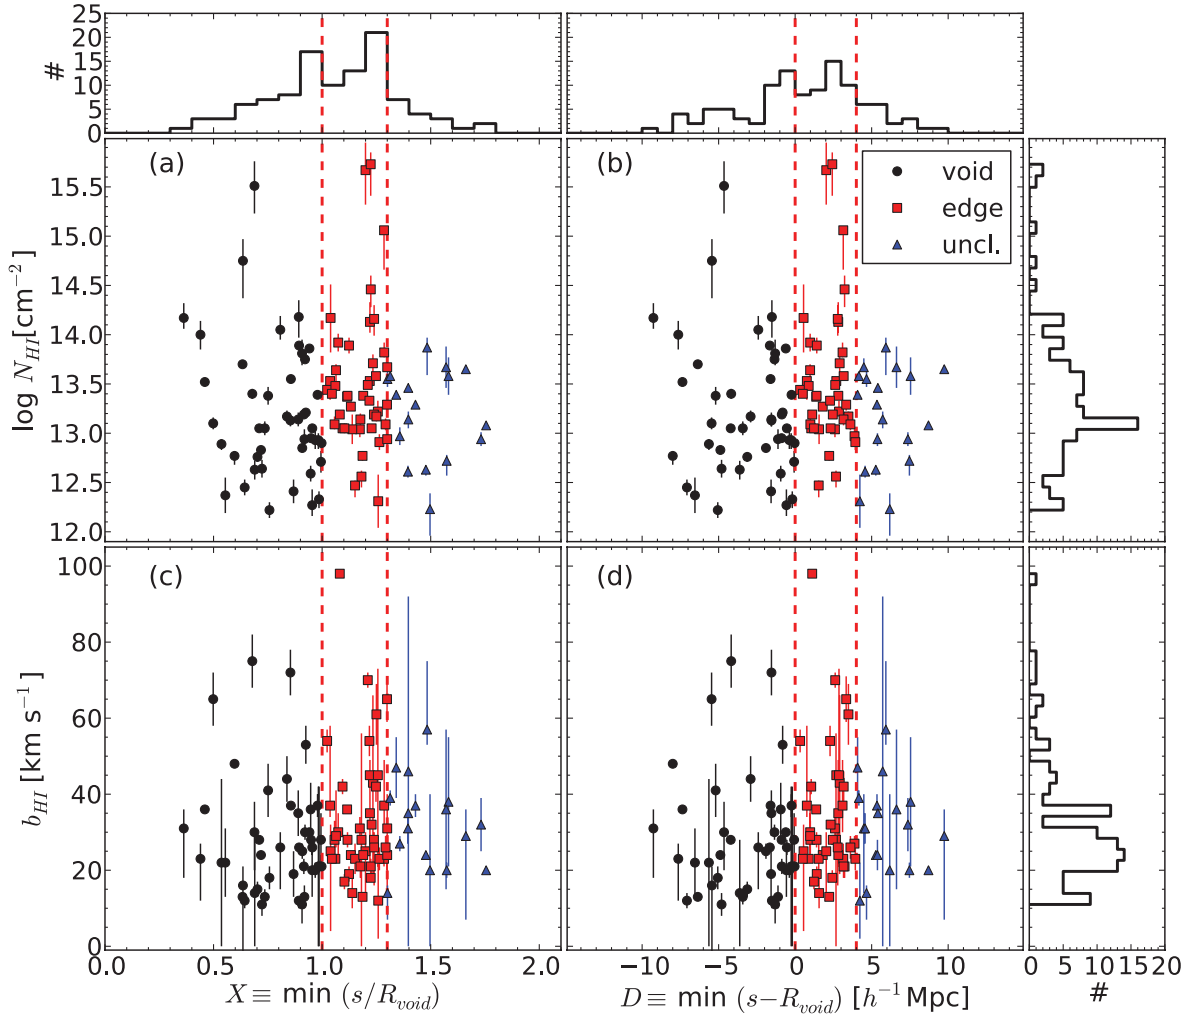 25
20
15
10
5
0
#
(a)
(b)
void
edge
uncl.
15.5
15.0
14.5
14.0
13.5
13.0
12.5
12.0
log N_HI[cm⁻²]
(c)
(d)
100
80
60
40
20
0
b_HI [km s⁻¹]
0.0 0.5 1.0 1.5 2.0
−10 −5 0 5 10
0 5 10 15 20
X ≡ min (s/R_void)
D ≡ min (s−R_void) [h⁻¹ Mpc]
#